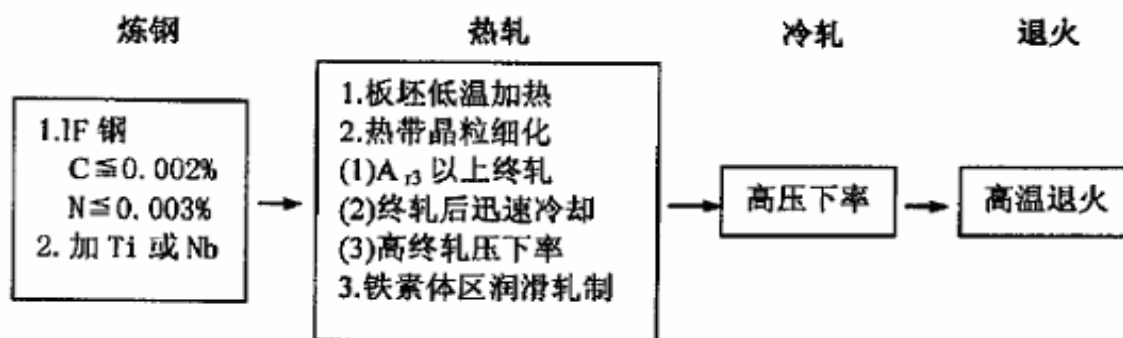 炼钢
热轧
冷轧
退火
1.IF 钢
C≦0.002%
N≦0.003%
2. 加 Ti 或 Nb
1.板坯低温加热
2.热带晶粒细化
(1)A r3 以上终轧
(2)终轧后迅速冷却
(3)高终轧压下率
3.铁素体区润滑轧制
高压下率
高温退火